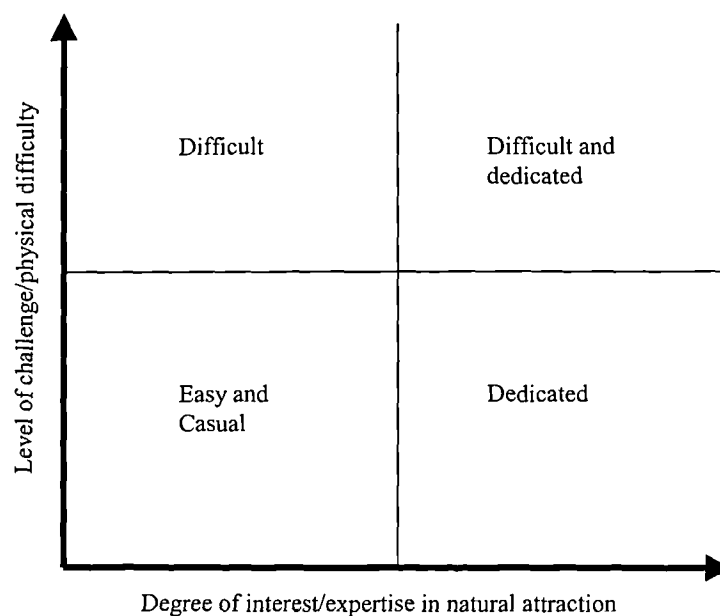 Level of challenge/physical difficulty
Difficult
Difficult and
dedicated
Easy and
Casual
Dedicated
Degree of interest/expertise in natural attraction